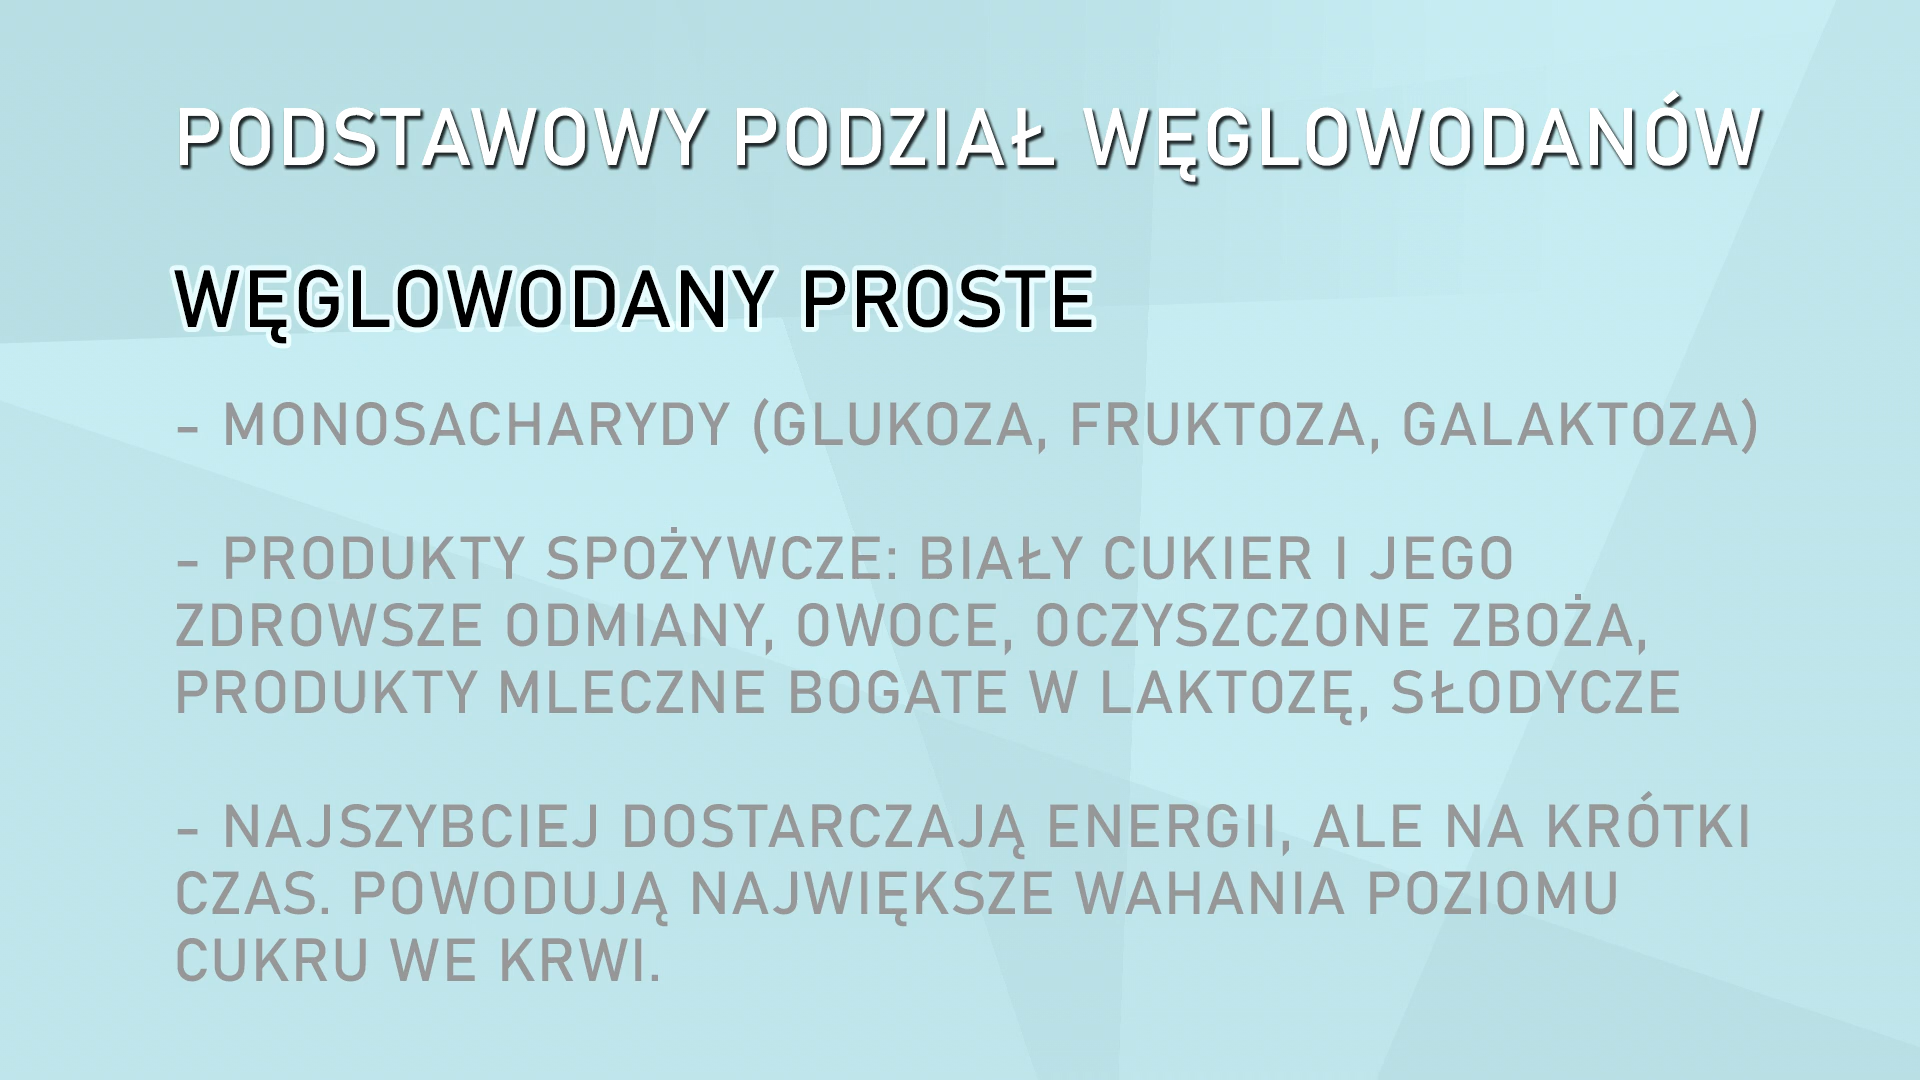 PODSTAWOWY PODZIAŁ WĘGLOWODANÓW
WĘGLOWODANY PROSTE
- MONOSACHARYDY (GLUKOZA, FRUKTOZA, GALAKTOZA)
- PRODUKTY SPOŻYWCZE: BIAŁY CUKIER I JEGO
ZDROWSZE ODMIANY, OWOCE, OCZYSZCZONE ZBOŻA,
PRODUKTY MLECZNE BOGATE W LAKTOZĘ, SŁODYCZE
- NAJSZYBCIEJ DOSTARCZAJĄ ENERGII, ALE NA KRÓTKI
CZAS. POWODUJĄ NAJWIĘKSZE WAHANIA POZIOMU
CUKRU WE KRWI.